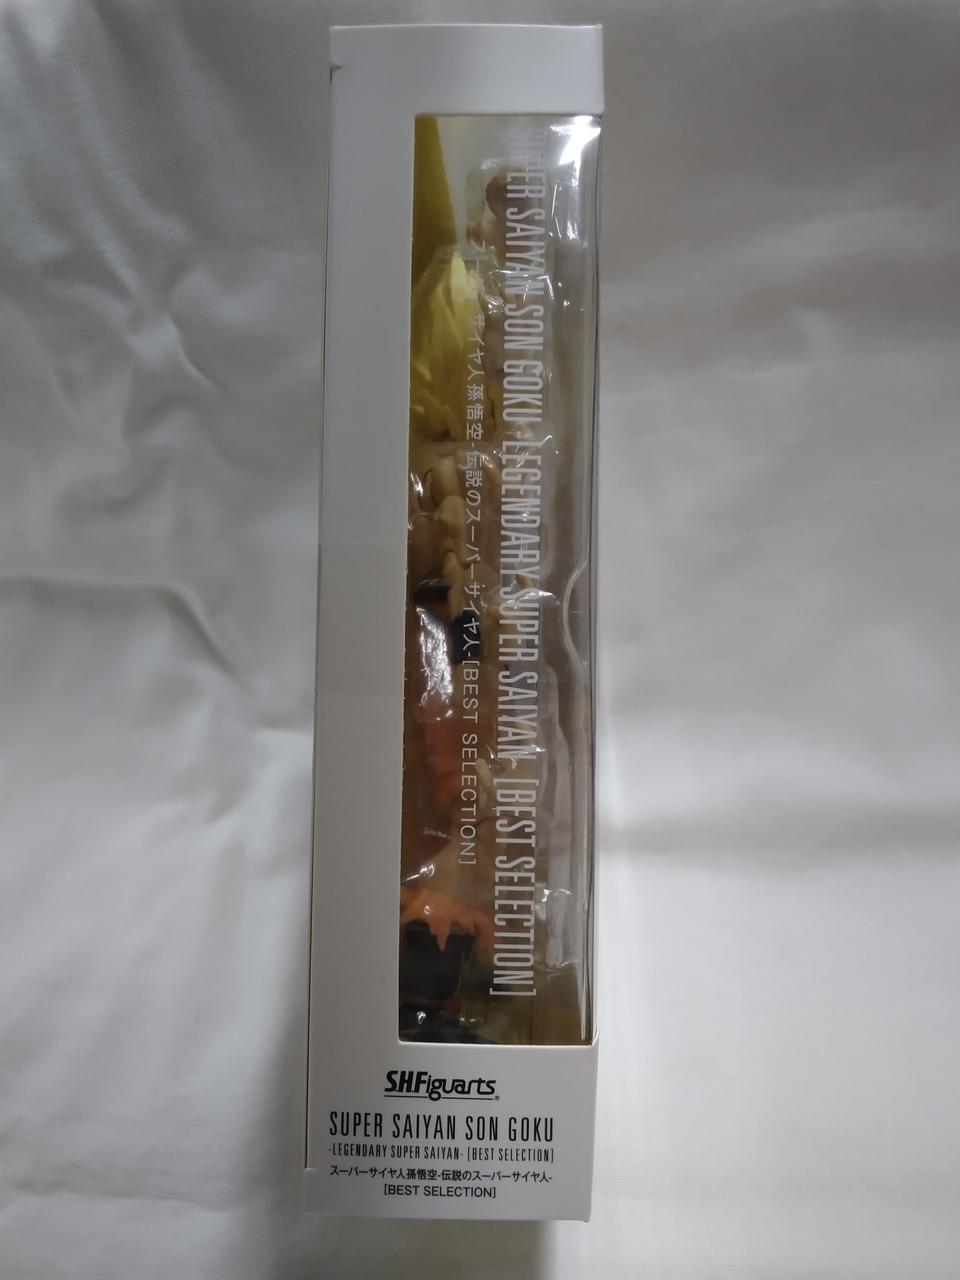 SUPER SAIYAN SON GOKU -LEGENDARY SUPER SAIYAN- [BEST SELECTION]
スーパーサイヤ人孫悟空-伝説のスーパーサイヤ人-[BEST SELECTION]
S.H.Figuarts®
SUPER SAIYAN SON GOKU
-LEGENDARY SUPER SAIYAN- [BEST SELECTION]
スーパーサイヤ人孫悟空-伝説のスーパーサイヤ人-
[BEST SELECTION]